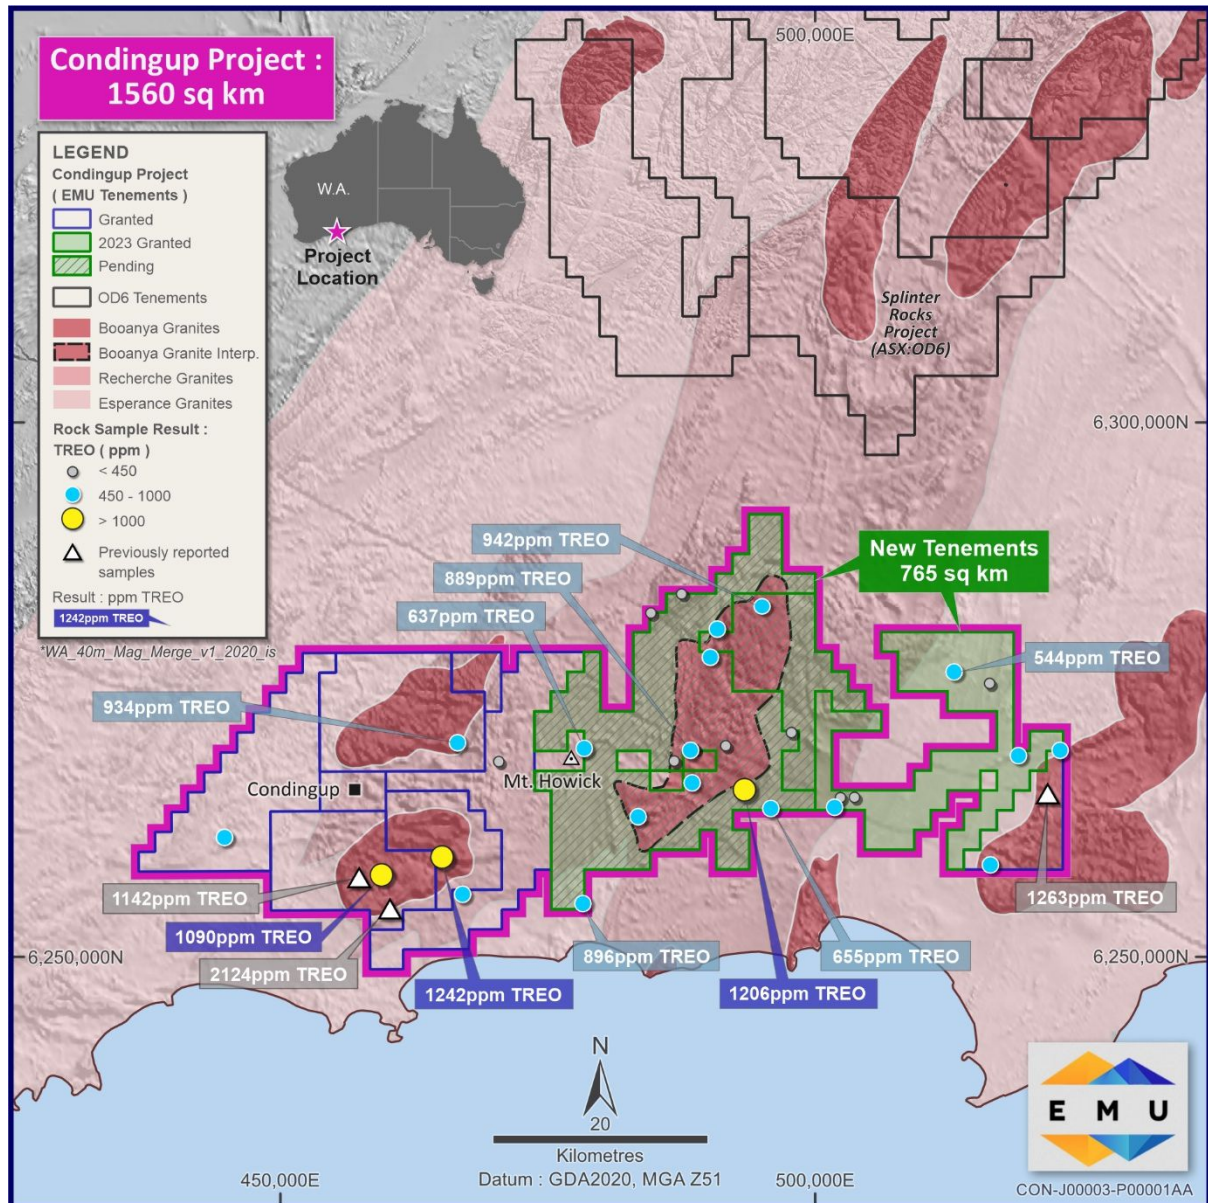 Condingup Project :
1560 sq km
500,000E
LEGEND
Condingup Project
( EMU Tenements )
Granted
2023 Granted
Pending
OD6 Tenements
Booanya Granites
Booanya Granite Interp.
Recherche Granites
Esperance Granites
Rock Sample Result :
TREO ( ppm )
< 450
450 - 1000
> 1000
Previously reported
samples
Result : ppm TREO
1242ppm TREO
*WA_40m_Mag_Merge_v1_2020_is
W.A.
Project
Location
Splinter
Rocks
Project
(ASX:OD6)
6,300,000N
942ppm TREO
889ppm TREO
637ppm TREO
New Tenements
765 sq km
544ppm TREO
934ppm TREO
Condingup
Mt. Howick
1142ppm TREO
1090ppm TREO
2124ppm TREO
1242ppm TREO
896ppm TREO
1206ppm TREO
655ppm TREO
1263ppm TREO
6,250,000N
6,250,000N
N
20
Kilometres
Datum : GDA2020, MGA Z51
450,000E
500,000E
E M U
CON-J00003-P00001AA